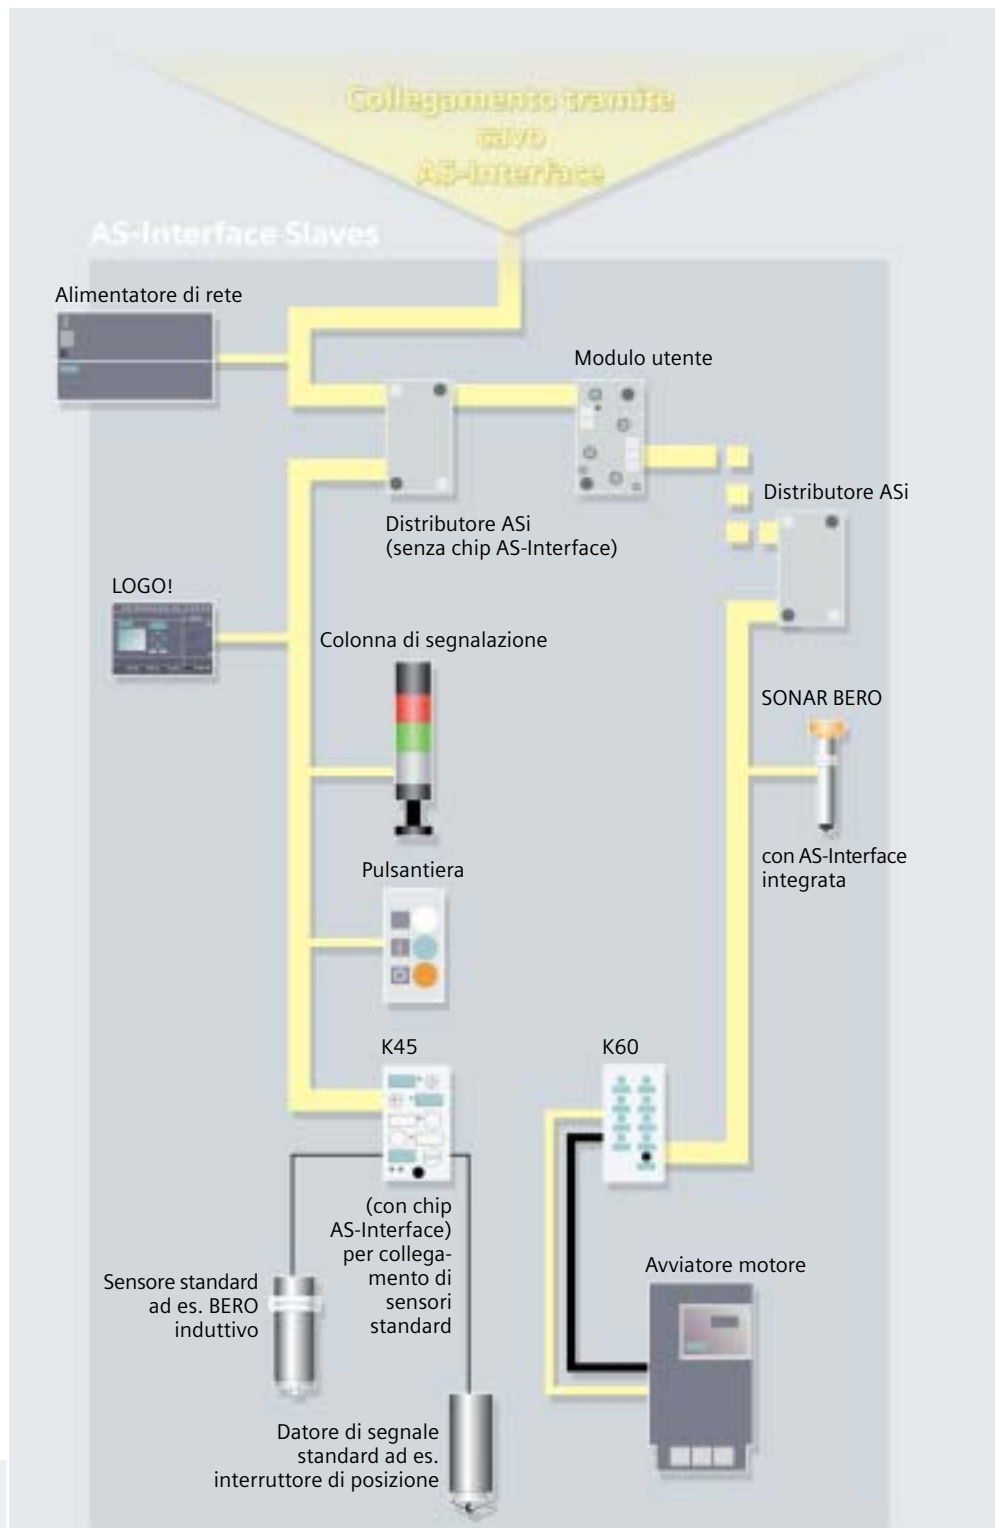 Collegamento tramite
cavo
AS-Interface
AS-Interface Slaves
Alimentatore di rete
Modulo utente
Distributore ASi
Distributore ASi
(senza chip AS-Interface)
LOGO!
Colonna di segnalazione
SONAR BERO
con AS-Interface
integrata
Pulsantiera
K45
K60
(con chip
AS-Interface)
per collega-
mento di
sensori
standard
Avviatore motore
Sensore standard
ad es. BERO
induttivo
Datore di segnale
standard ad es.
interruttore di posizione